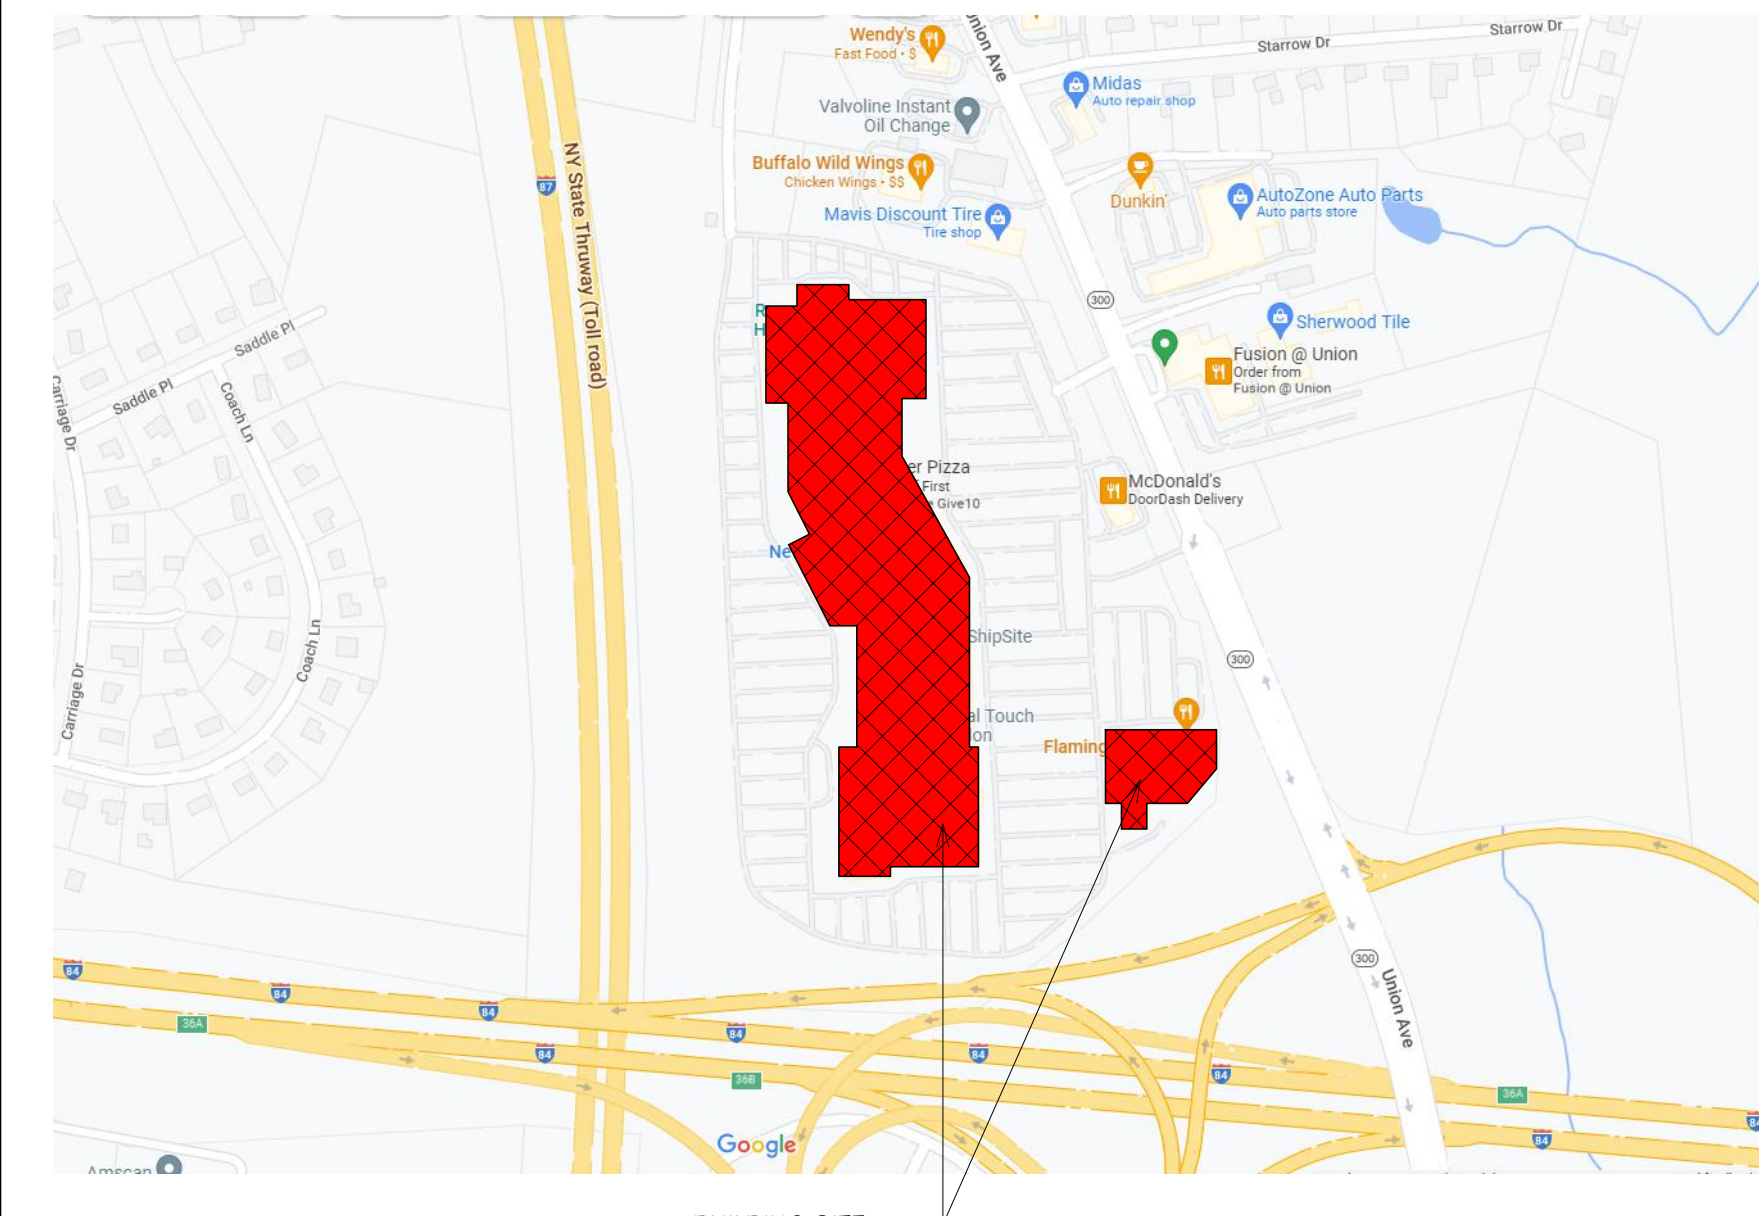 Wendy's
Fast Food • $
Union Ave
Starrow Dr
Starrow Dr
Midas
Auto repair shop
Valvoline Instant
Oil Change
NY State Thruway (Toll road)
87
Buffalo Wild Wings
Chicken Wings • $$
Dunkin'
AutoZone Auto Parts
Auto parts store
Mavis Discount Tire
Tire shop
300
R
H
Sherwood Tile
Saddle Pl
Saddle Pl
Fusion @ Union
Order from
Fusion @ Union
Carriage Dr
Coach Ln
er Pizza
First
Give10
McDonald's
DoorDash Delivery
Ne
ShipSite
Coach Ln
300
Carriage Dr
al Touch
ion
Flaming
300
Union Ave
84
84
84
36A
84
84
84
84
36B
36A
84
84
Google
Amscan